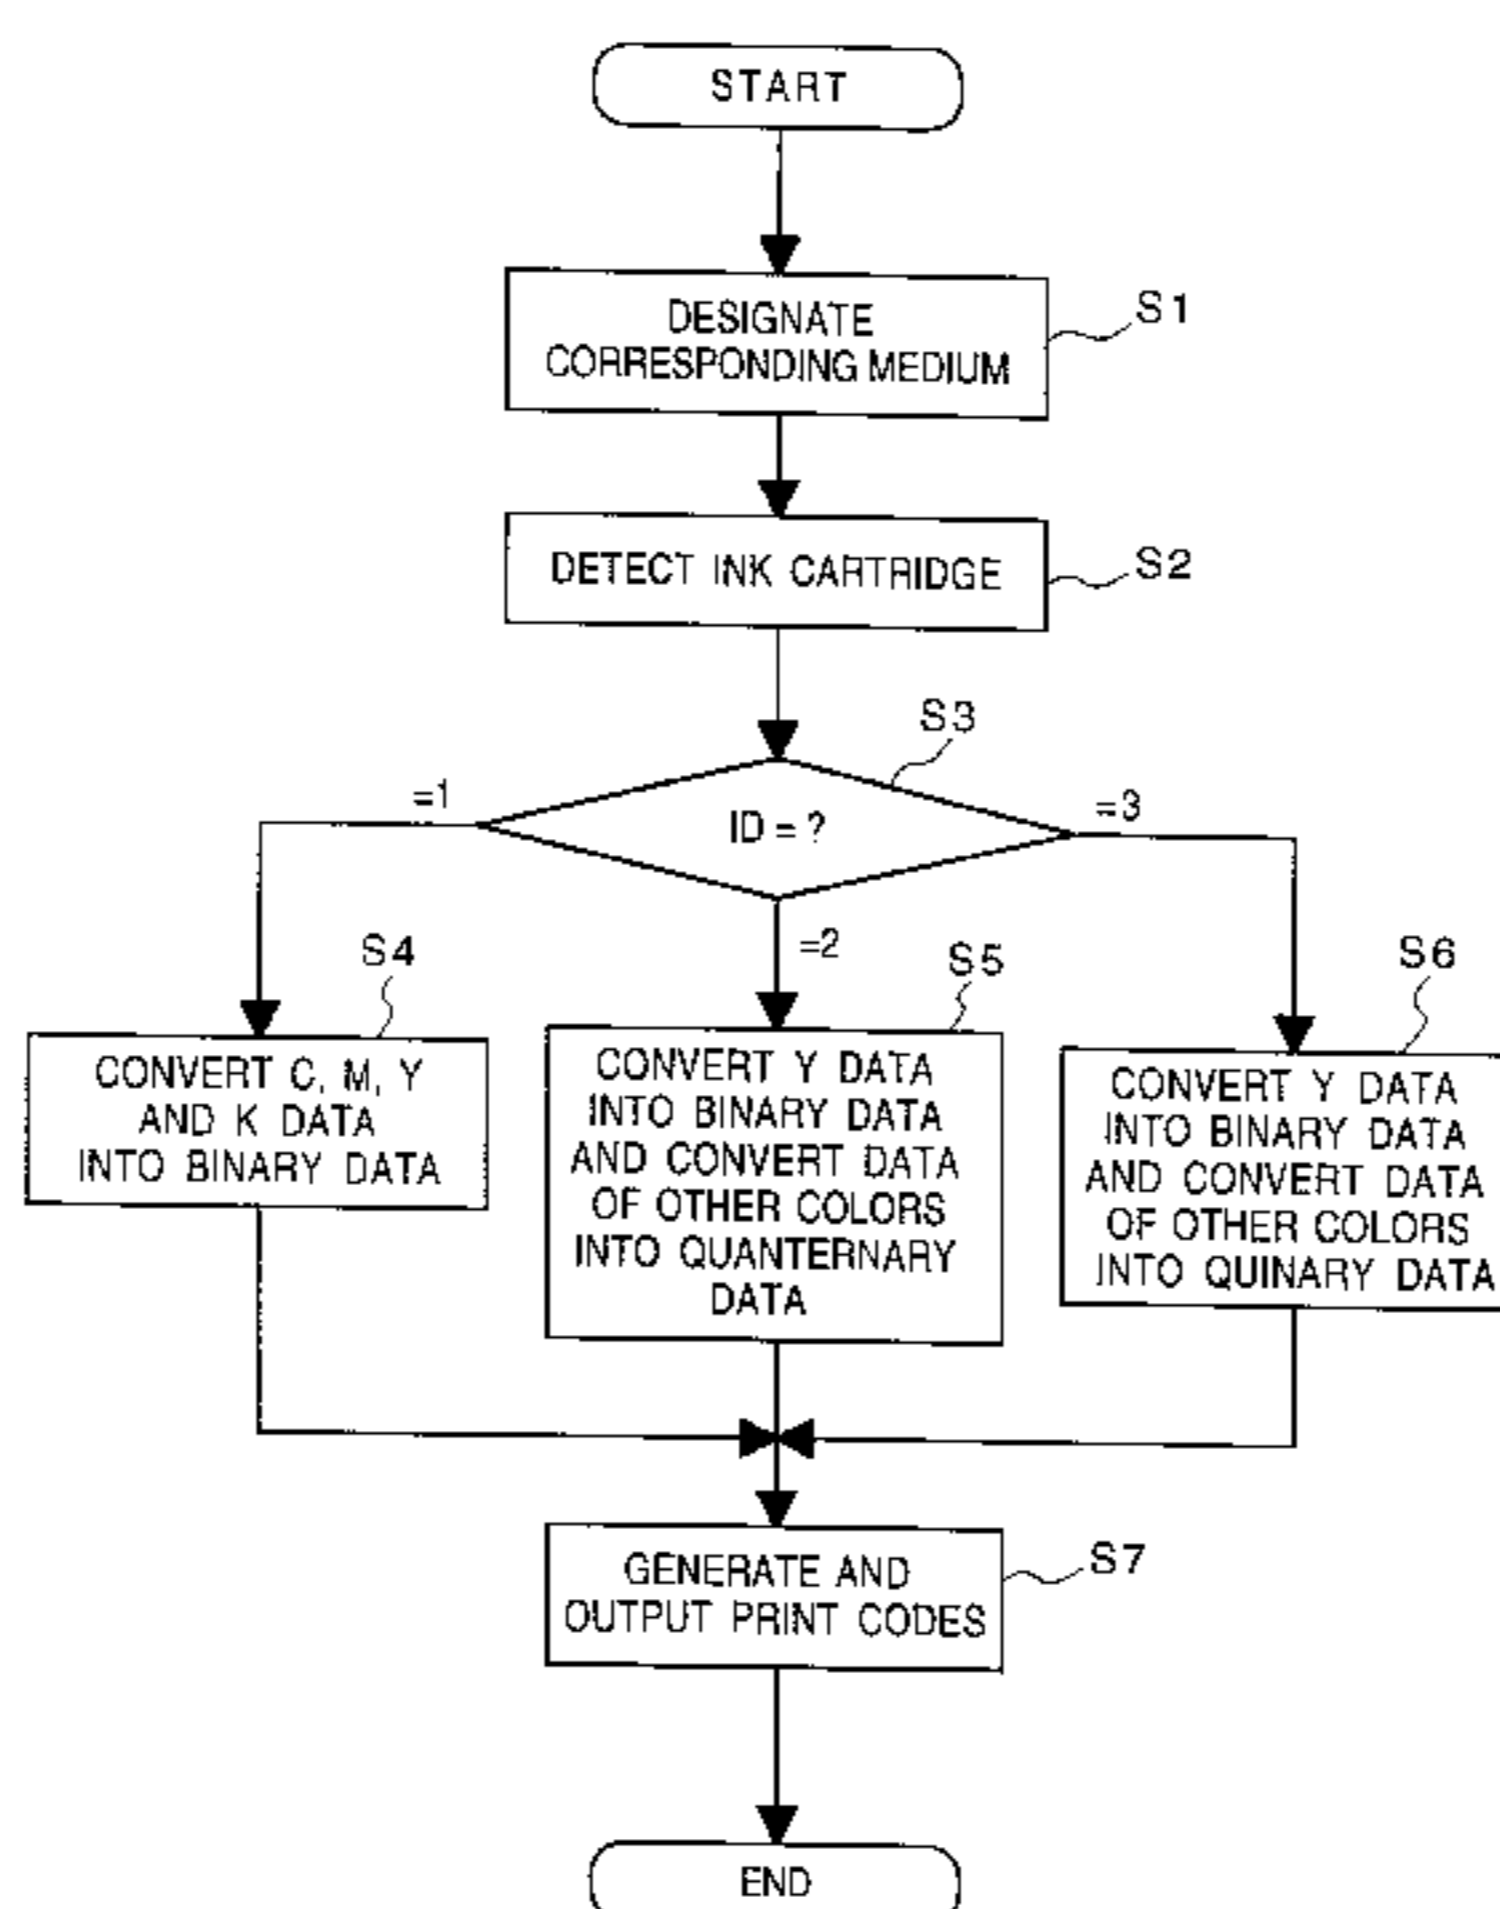 START
DESIGNATE
CORRESPONDING MEDIUM
S1
DETECT INK CARTRIDGE
S2
S3
ID = ?
=1
=2
=3
S4
CONVERT C, M, Y
AND K DATA
INTO BINARY DATA
S5
CONVERT Y DATA
INTO BINARY DATA
AND CONVERT DATA
OF OTHER COLORS
INTO QUANTERNARY
DATA
S6
CONVERT Y DATA
INTO BINARY DATA
AND CONVERT DATA
OF OTHER COLORS
INTO QUINARY DATA
GENERATE AND
OUTPUT PRINT CODES
S7
END